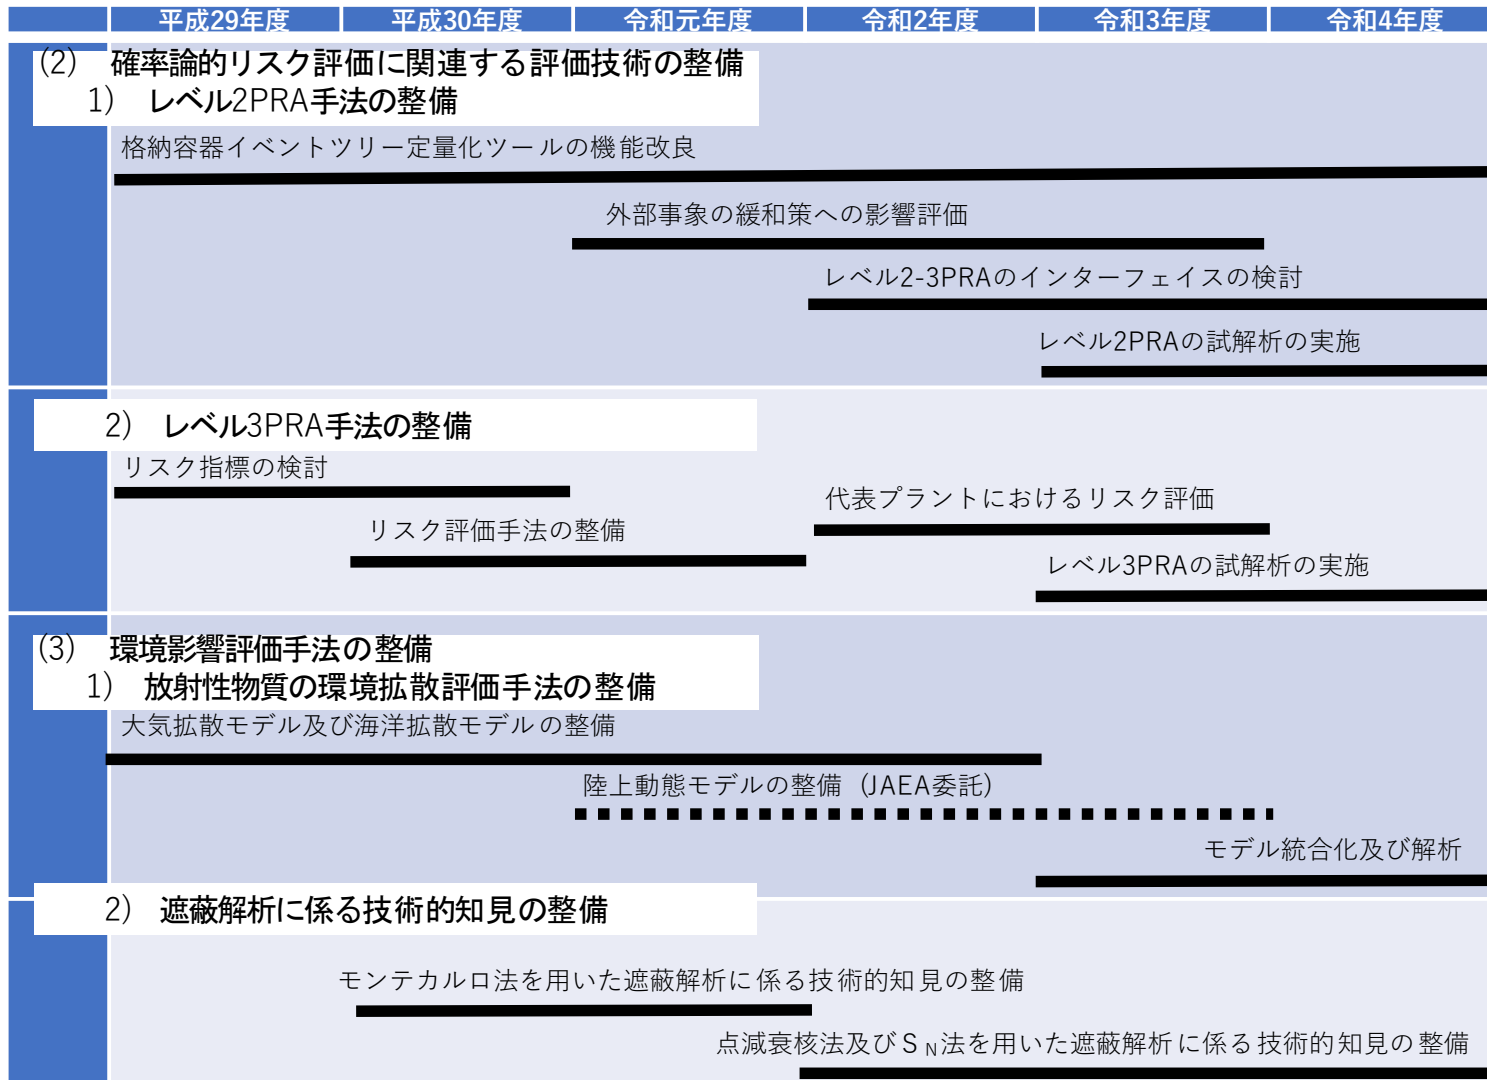 平成29年度 平成30年度 令和元年度 令和2年度 令和3年度 令和4年度
(2) 確率論的リスク評価に関連する評価技術の整備
1) レベル2PRA手法の整備
格納容器イベントツリー定量化ツールの機能改良
外部事象の緩和策への影響評価
レベル2-3PRAのインターフェイスの検討
レベル2PRAの試解析の実施
2) レベル3PRA手法の整備
リスク指標の検討
代表プラントにおけるリスク評価
リスク評価手法の整備
レベル3PRAの試解析の実施
(3) 環境影響評価手法の整備
1) 放射性物質の環境拡散評価手法の整備
大気拡散モデル及び海洋拡散モデルの整備
陸上動態モデルの整備（JAEA委託）
モデル統合化及び解析
2) 遮蔽解析に係る技術的知見の整備
モンテカルロ法を用いた遮蔽解析に係る技術的知見の整備
点減衰核法及びＳN法を用いた遮蔽解析に係る技術的知見の整備